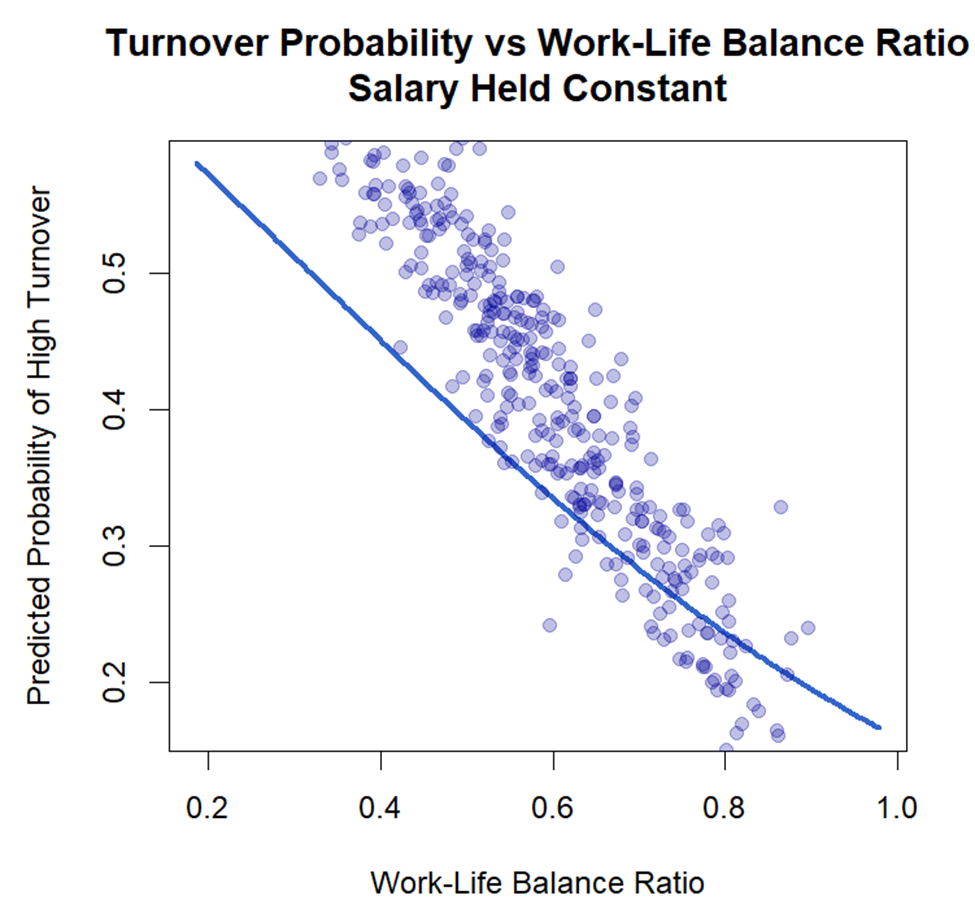 Turnover Probability vs Work-Life Balance Ratio
Salary Held Constant
Predicted Probability of High Turnover
0.5
0.4
0.3
0.2
0.2 0.4 0.6 0.8 1.0
Work-Life Balance Ratio